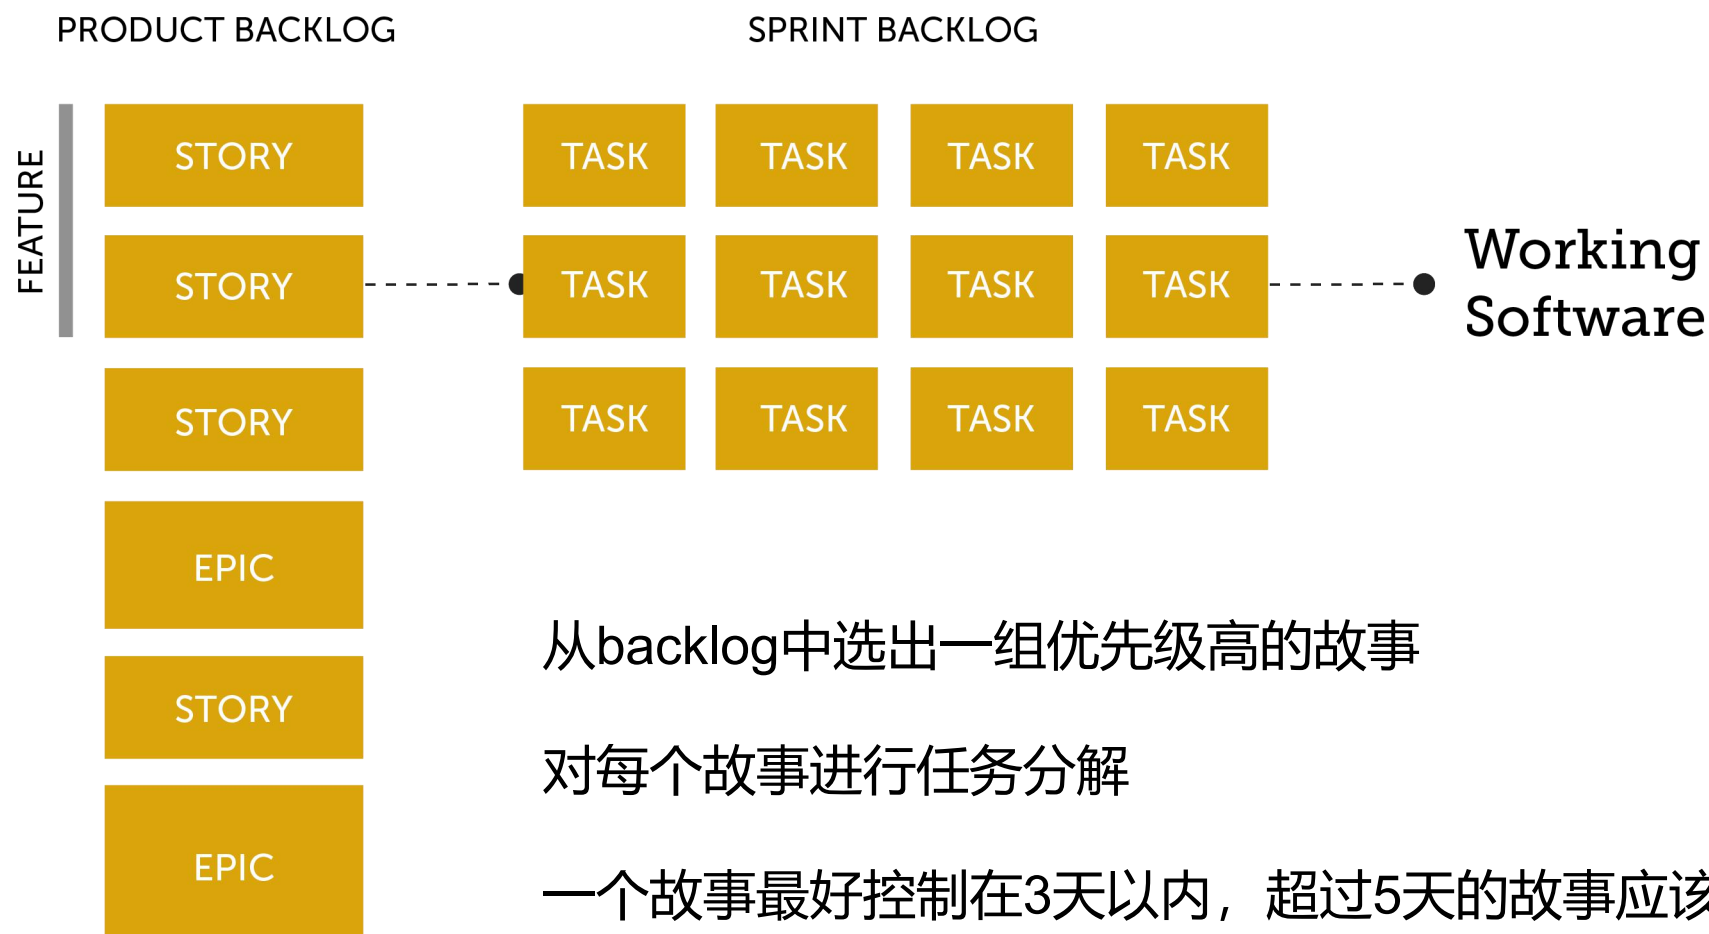 PRODUCT BACKLOG
SPRINT BACKLOG
FEATURE
STORY
TASK TASK TASK TASK
STORY
TASK TASK TASK TASK
Working
Software
STORY
TASK TASK TASK TASK
EPIC
从backlog中选出一组优先级高的故事
STORY
对每个故事进行任务分解
EPIC
一个故事最好控制在3天以内，超过5天的故事应该